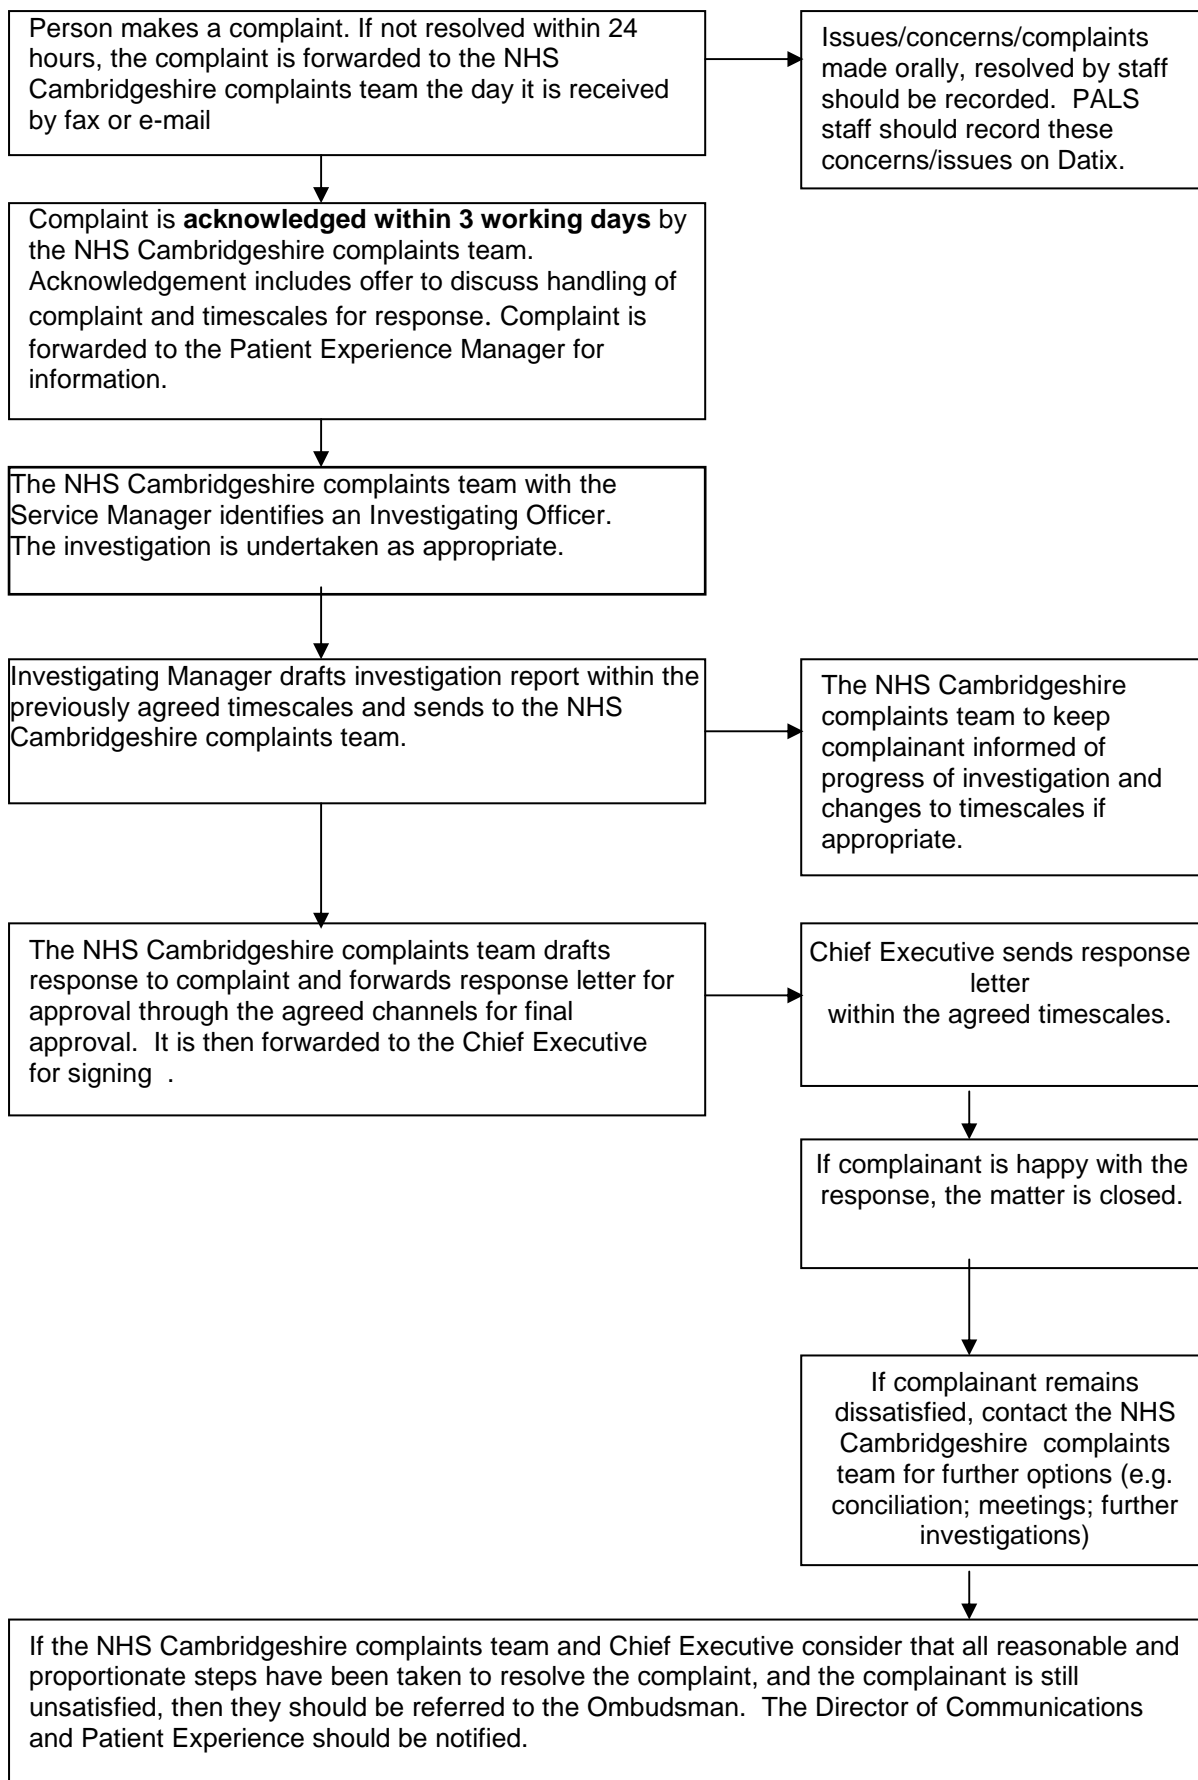 Person makes a complaint. If not resolved within 24
hours, the complaint is forwarded to the NHS
Cambridgeshire complaints team the day it is received
by fax or e-mail
Issues/concerns/complaints
made orally, resolved by staff
should be recorded.  PALS
staff should record these
concerns/issues on Datix.
Complaint is acknowledged within 3 working days by
the NHS Cambridgeshire complaints team.
Acknowledgement includes offer to discuss handling of
complaint and timescales for response. Complaint is
forwarded to the Patient Experience Manager for
information.
The NHS Cambridgeshire complaints team with the
Service Manager identifies an Investigating Officer.
The investigation is undertaken as appropriate.
Investigating Manager drafts investigation report within the
previously agreed timescales and sends to the NHS
Cambridgeshire complaints team.
The NHS Cambridgeshire
complaints team to keep
complainant informed of
progress of investigation and
changes to timescales if
appropriate.
The NHS Cambridgeshire complaints team drafts
response to complaint and forwards response letter for
approval through the agreed channels for final
approval.  It is then forwarded to the Chief Executive
for signing  .
Chief Executive sends response
letter
within the agreed timescales.
If complainant is happy with the
response, the matter is closed.
If complainant remains
dissatisfied, contact the NHS
Cambridgeshire  complaints
team for further options (e.g.
conciliation; meetings; further
investigations)
If the NHS Cambridgeshire complaints team and Chief Executive consider that all reasonable and
proportionate steps have been taken to resolve the complaint, and the complainant is still
unsatisfied, then they should be referred to the Ombudsman.  The Director of Communications
and Patient Experience should be notified.